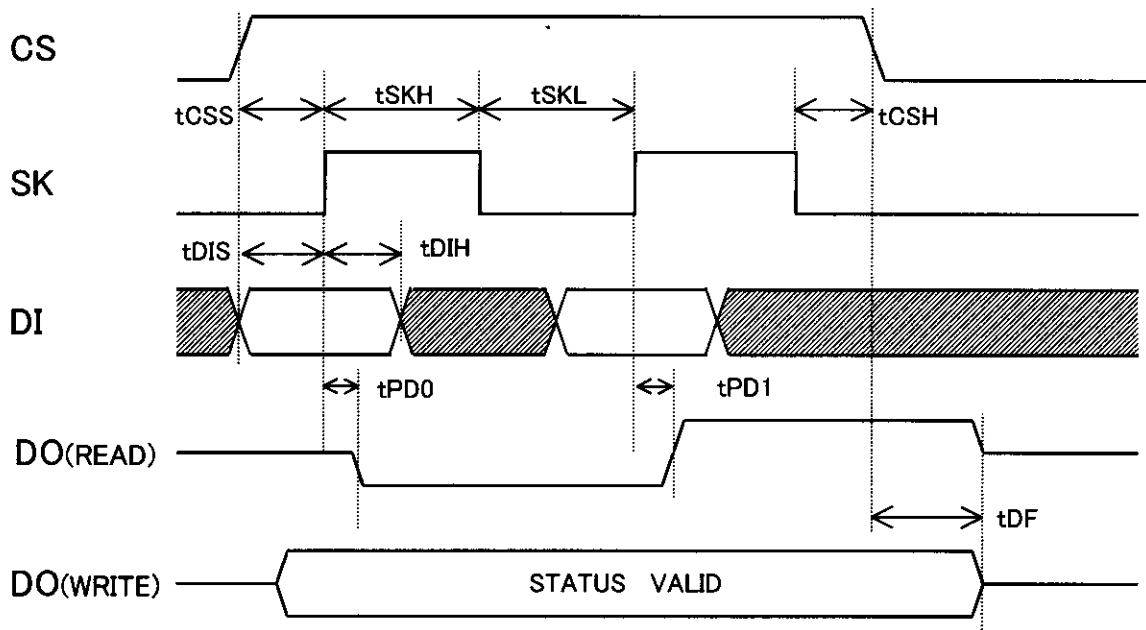 CS
tCSS tSKH tSKL tCSH
SK
tDIS tDIH
DI
tPD0 tPD1
DO(READ)
tDF
DO(WRITE) STATUS VALID